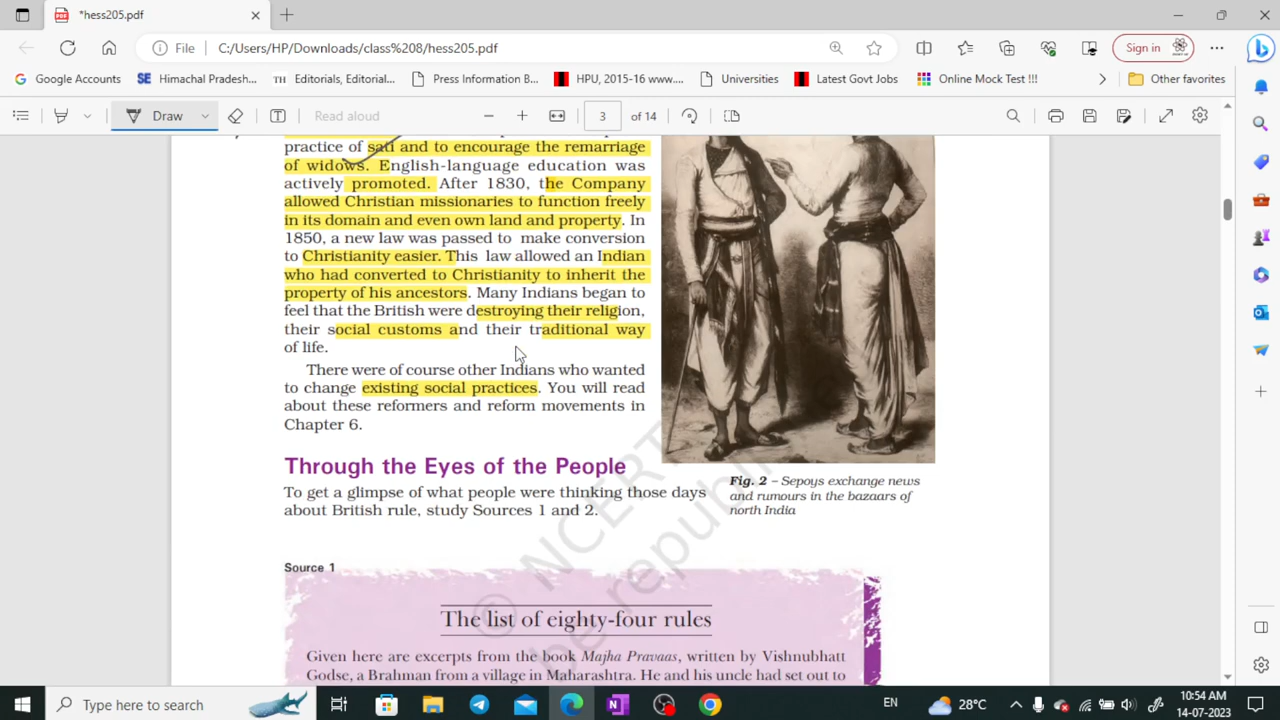 *hess205.pdf
File
C:/Users/HP/Downloads/class%208/hess205.pdf
Sign in
Google Accounts
SE Himachal Pradesh...
TH Editorials, Editorial...
Press Information B...
HPU, 2015-16 www....
Universities
Latest Govt Jobs
Online Mock Test !!!
Other favorites
Draw
Read aloud
3 of 14
practice of sati and to encourage the remarriage
of widows. English-language education was
actively promoted. After 1830, the Company
allowed Christian missionaries to function freely
in its domain and even own land and property. In
1850, a new law was passed to make conversion
to Christianity easier. This law allowed an Indian
who had converted to Christianity to inherit the
property of his ancestors. Many Indians began to
feel that the British were destroying their religion,
their social customs and their traditional way
of life.
There were of course other Indians who wanted
to change existing social practices. You will read
about these reformers and reform movements in
Chapter 6.
Through the Eyes of the People
To get a glimpse of what people were thinking those days
about British rule, study Sources 1 and 2.
Fig. 2 – Sepoys exchange news
and rumours in the bazaars of
north India
Source 1
The list of eighty-four rules
Given here are excerpts from the book Majha Pravaas, written by Vishnubhatt
Godse, a Brahman from a village in Maharashtra. He and his uncle had set out to
© NCERT
be republi
Type here to search
EN
28°C
10:54 AM
14-07-2023